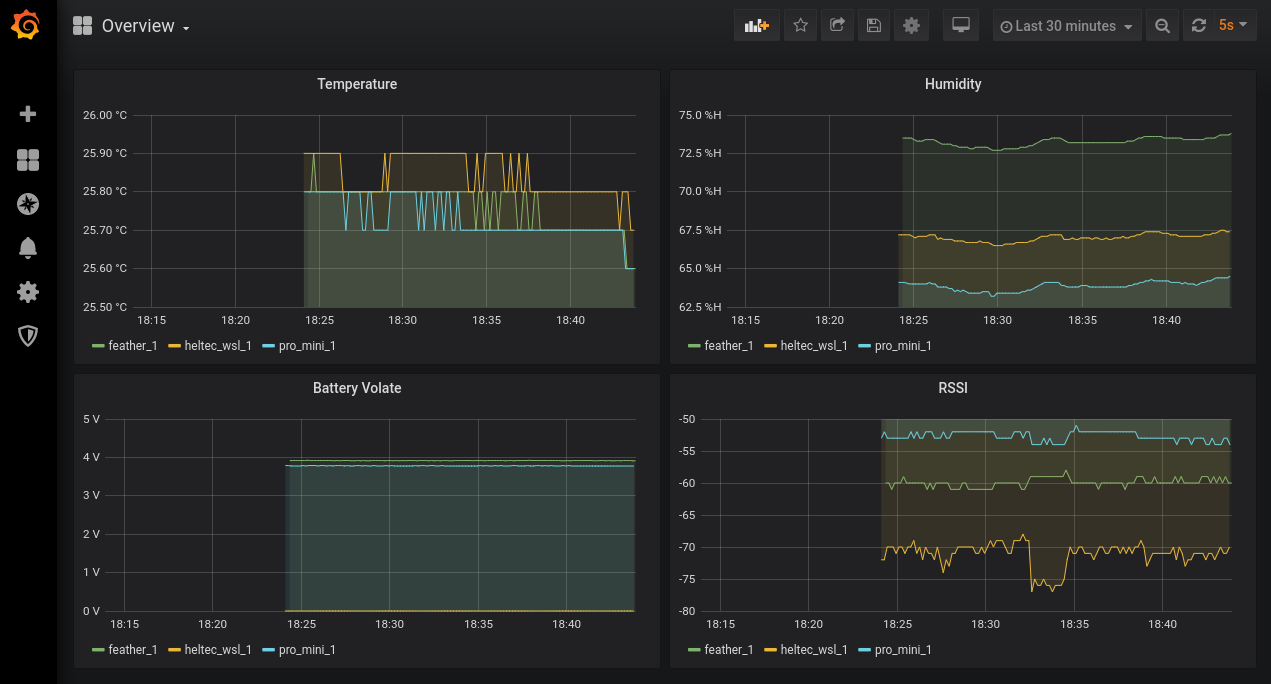 Overview
Last 30 minutes
5s
Temperature
26.00 °C
25.90 °C
25.80 °C
25.70 °C
25.60 °C
25.50 °C
18:15 18:20 18:25 18:30 18:35 18:40
feather_1 heltec_wsl_1 pro_mini_1
Humidity
75.0 %H
72.5 %H
70.0 %H
67.5 %H
65.0 %H
62.5 %H
18:15 18:20 18:25 18:30 18:35 18:40
feather_1 heltec_wsl_1 pro_mini_1
Battery Volate
5 V
4 V
3 V
2 V
1 V
0 V
18:15 18:20 18:25 18:30 18:35 18:40
feather_1 heltec_wsl_1 pro_mini_1
RSSI
-50
-55
-60
-65
-70
-75
-80
18:15 18:20 18:25 18:30 18:35 18:40
feather_1 heltec_wsl_1 pro_mini_1